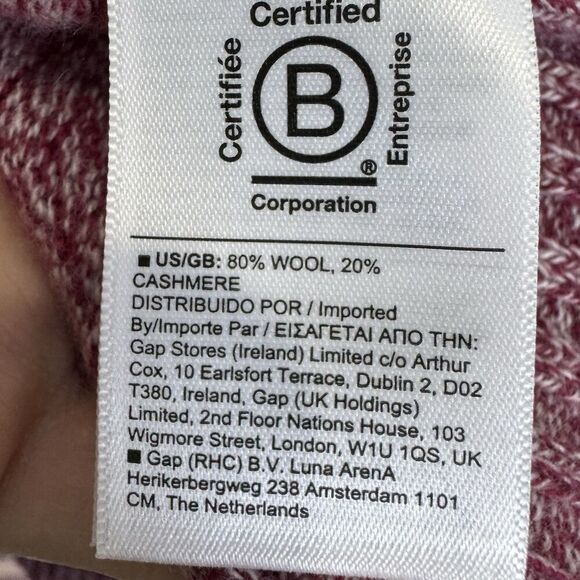 Certified
Certifiée
B
®
Entreprise
Corporation
■ US/GB: 80% WOOL, 20%
CASHMERE
DISTRIBUIDO POR / Imported
By/Importe Par / ΕΙΣΑΓΕΤΑΙ ΑΠΟ ΤΗΝ:
Gap Stores (Ireland) Limited c/o Arthur
Cox, 10 Earlsfort Terrace, Dublin 2, D02
T380, Ireland, Gap (UK Holdings)
Limited, 2nd Floor Nations House, 103
Wigmore Street, London, W1U 1QS, UK
■ Gap (RHC) B.V. Luna ArenA
Herikerbergweg 238 Amsterdam 1101
CM, The Netherlands